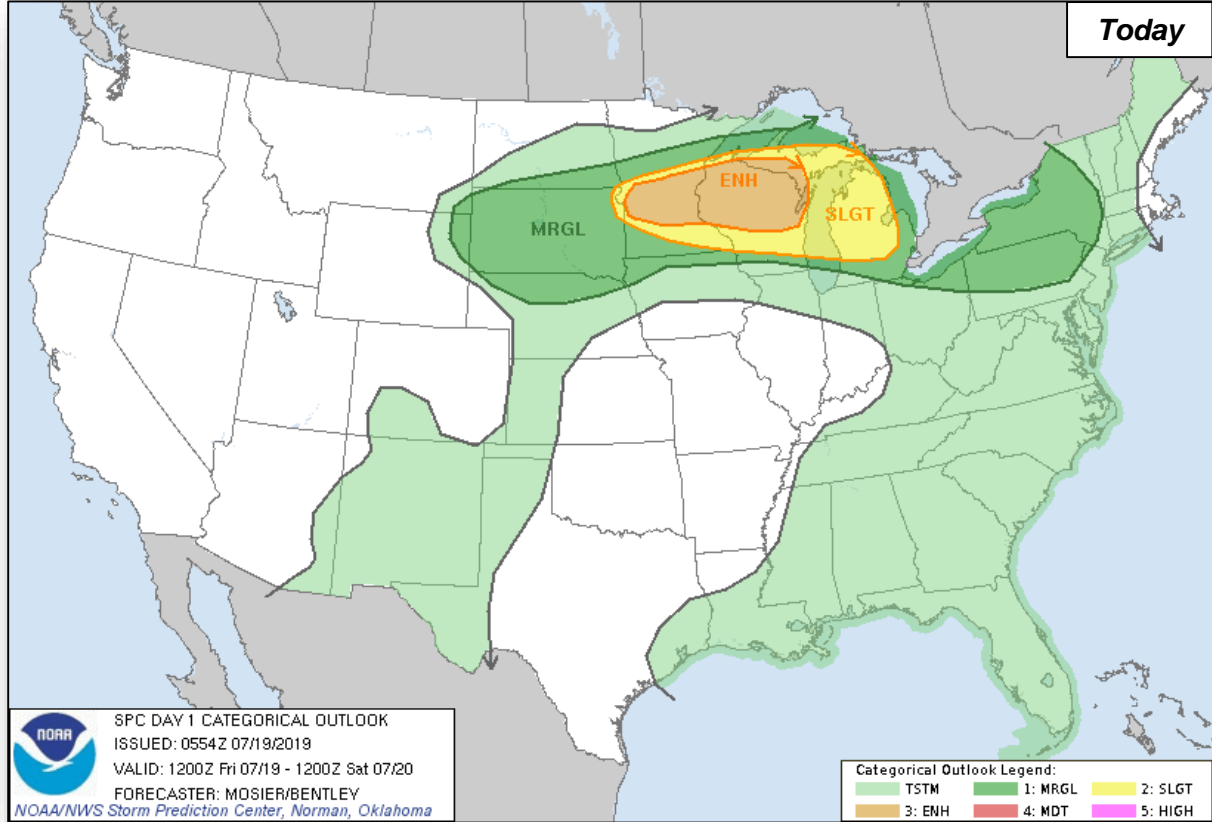 Today
ENH
SLGT
MRGL
NOAA
SPC DAY 1 CATEGORICAL OUTLOOK
ISSUED: 0554Z 07/19/2019
VALID: 1200Z Fri 07/19 - 1200Z Sat 07/20
FORECASTER: MOSIER/BENTLEY
NOAA/NWS Storm Prediction Center, Norman, Oklahoma
Categorical Outlook Legend:
TSTM 1: MRGL 2: SLGT
3: ENH 4: MDT 5: HIGH